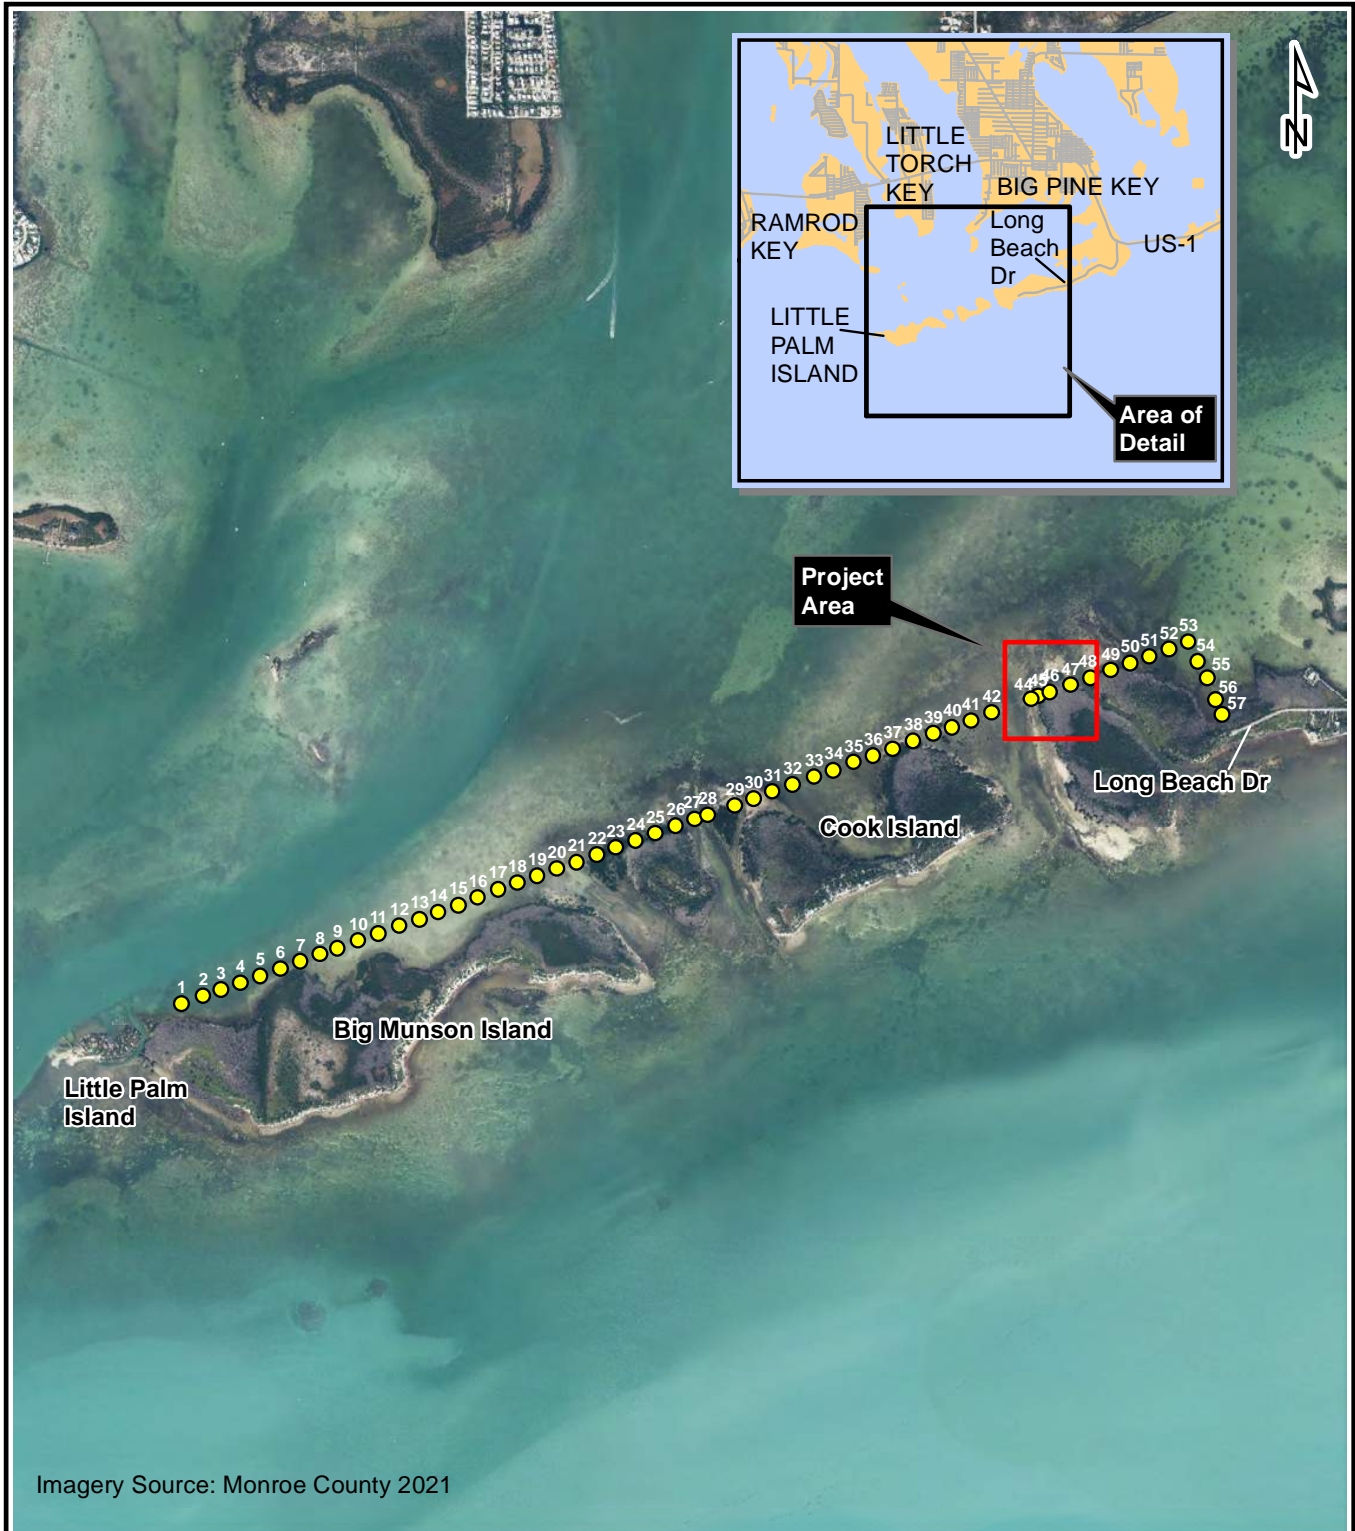 LITTLE
TORCH
KEY
BIG PINE KEY
RAMROD
KEY
Long
Beach
Dr
US-1
LITTLE
PALM
ISLAND
Area of
Detail
N
Project
Area
1
2
3
4
5
6
7
8
9
10
11
12
13
14
15
16
17
18
19
20
21
22
23
24
25
26
27
28
29
30
31
32
33
34
35
36
37
38
39
40
41
42
44
45
46
47
48
49
50
51
52
53
54
55
56
57
Long Beach Dr
Cook Island
Big Munson Island
Little Palm
Island
Imagery Source: Monroe County 2021